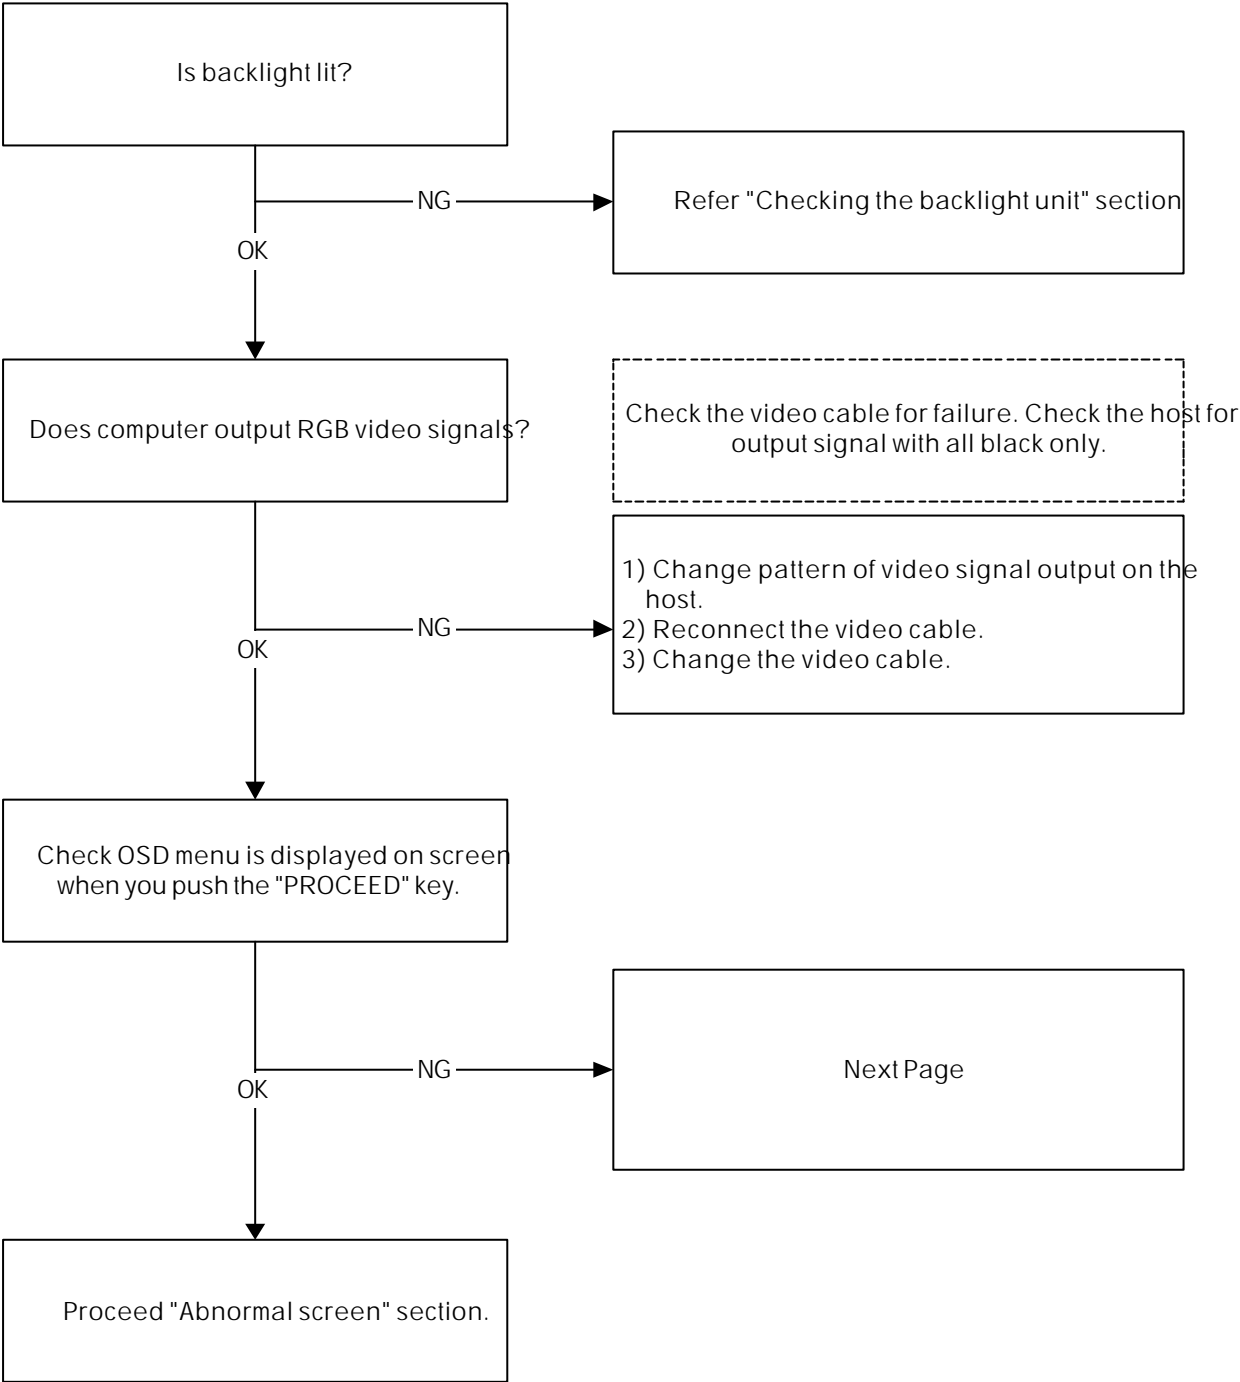 Is backlight lit?
NG
Refer "Checking the backlight unit" section
OK
Does computer output RGB video signals?
Check the video cable for failure. Check the host for
output signal with all black only.
1) Change pattern of video signal output on the
host.
2) Reconnect the video cable.
3) Change the video cable.
NG
OK
Check OSD menu is displayed on screen
when you push the "PROCEED" key.
NG
Next Page
OK
Proceed "Abnormal screen" section.